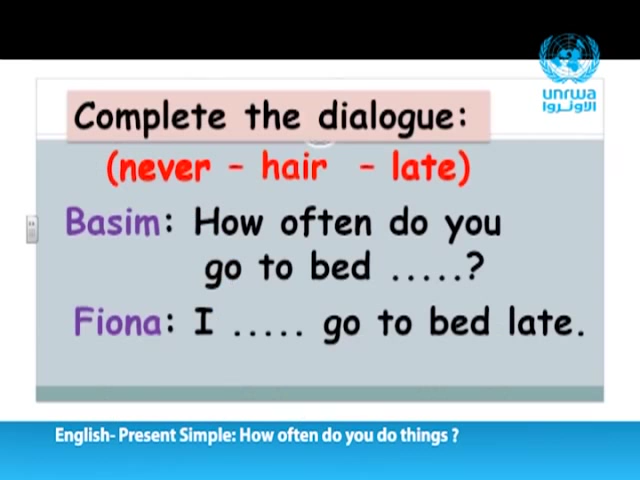 unrwa
الاونروا
Complete the dialogue:
(never - hair - late)
Basim: How often do you
go to bed .....?
Fiona: I ..... go to bed late.
English- Present Simple: How often do you do things ?